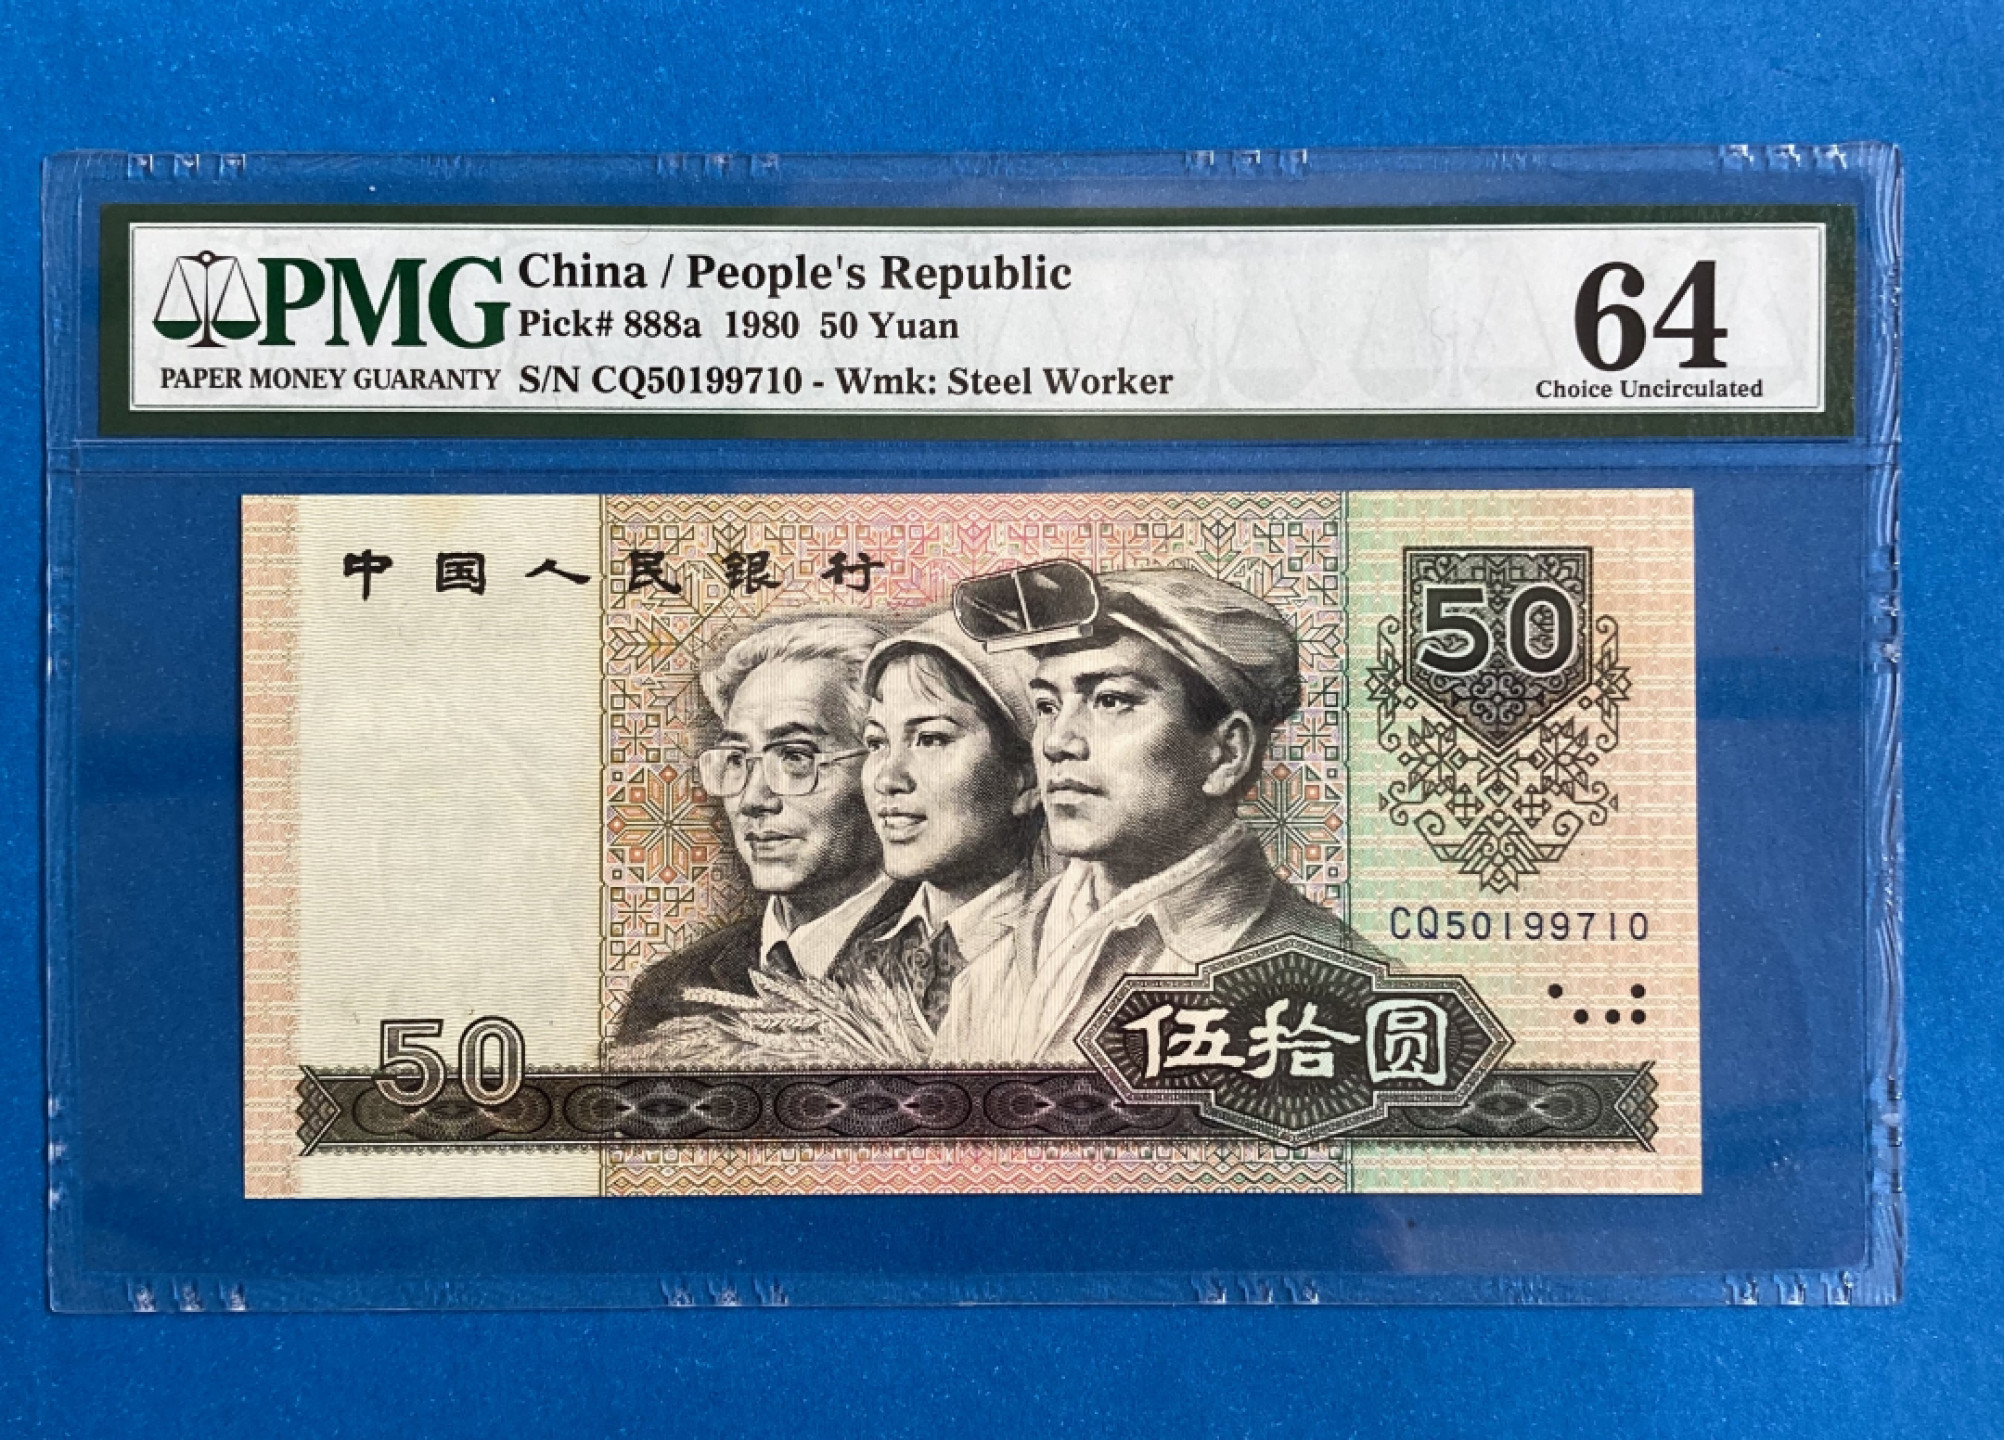 PMG
PAPER MONEY GUARANTY
China / People's Republic
Pick# 888a 1980 50 Yuan
S/N CQ50199710 - Wmk: Steel Worker
64
Choice Uncirculated
中国人民银行
50
CQ50199710
50
伍拾圆